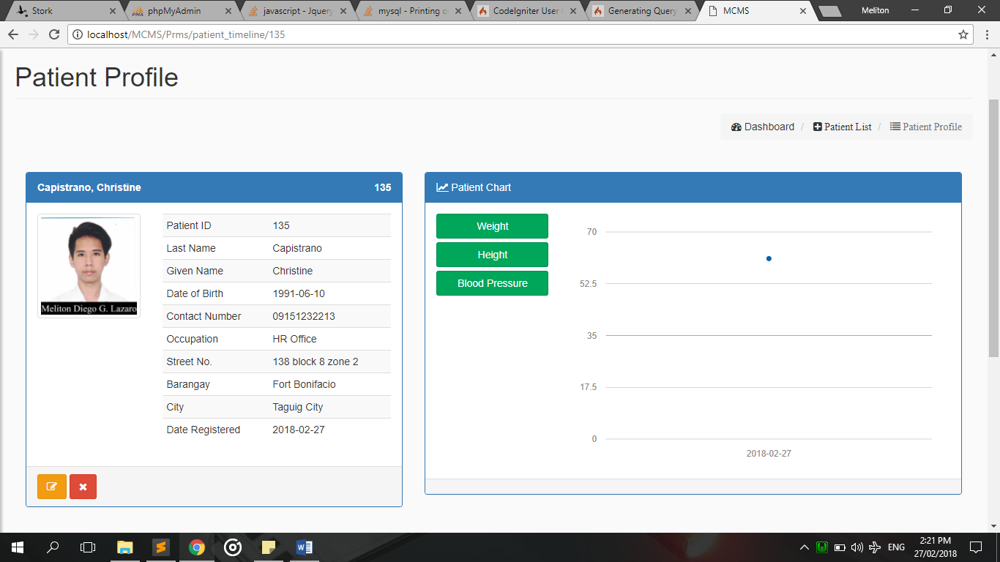 Stork
phpMyAdmin
javascript - Jquery
mysql - Printing o
CodeIgniter User
Generating Query
MCMS
Meliton
localhost/MCMS/Prms/patient_timeline/135
Patient Profile
Dashboard / Patient List / Patient Profile
Capistrano, Christine 135
Meliton Diego G. Lazaro
Patient ID 135
Last Name Capistrano
Given Name Christine
Date of Birth 1991-06-10
Contact Number 09151232213
Occupation HR Office
Street No. 138 block 8 zone 2
Barangay Fort Bonifacio
City Taguig City
Date Registered 2018-02-27
Patient Chart
Weight
Height
Blood Pressure
70
52.5
35
17.5
0
2018-02-27
ENG
2:21 PM
27/02/2018